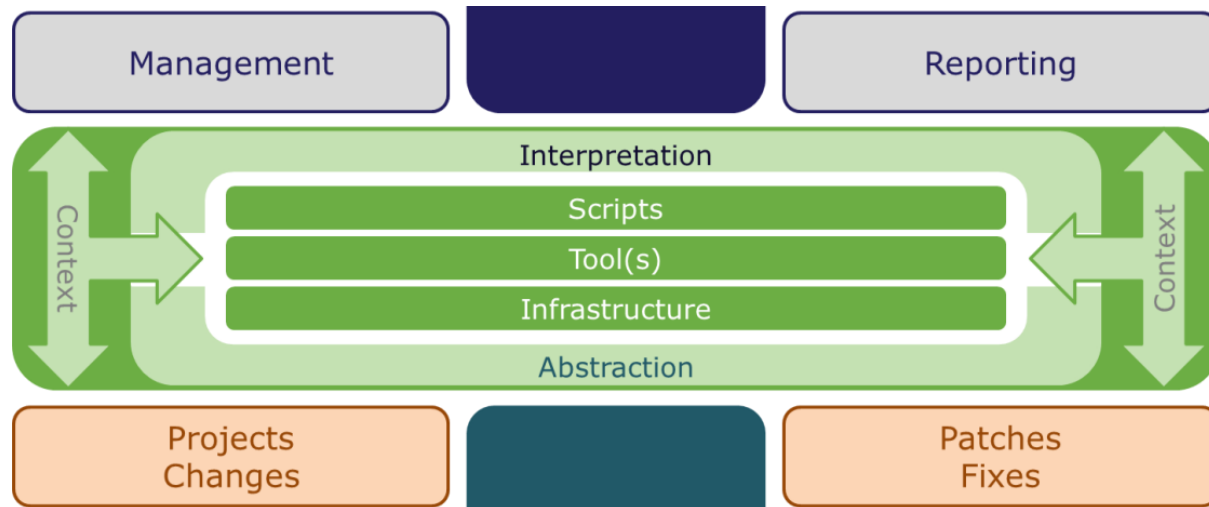 Management
Reporting
Interpretation
Scripts
Context
Tool(s)
Context
Infrastructure
Abstraction
Projects
Changes
Patches
Fixes